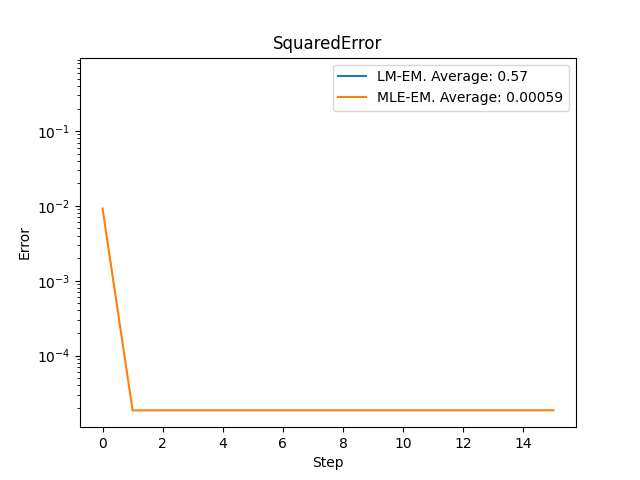 SquaredError
LM-EM. Average: 0.57
MLE-EM. Average: 0.00059
10⁻¹
10⁻²
10⁻³
10⁻⁴
Error
0 2 4 6 8 10 12 14
Step